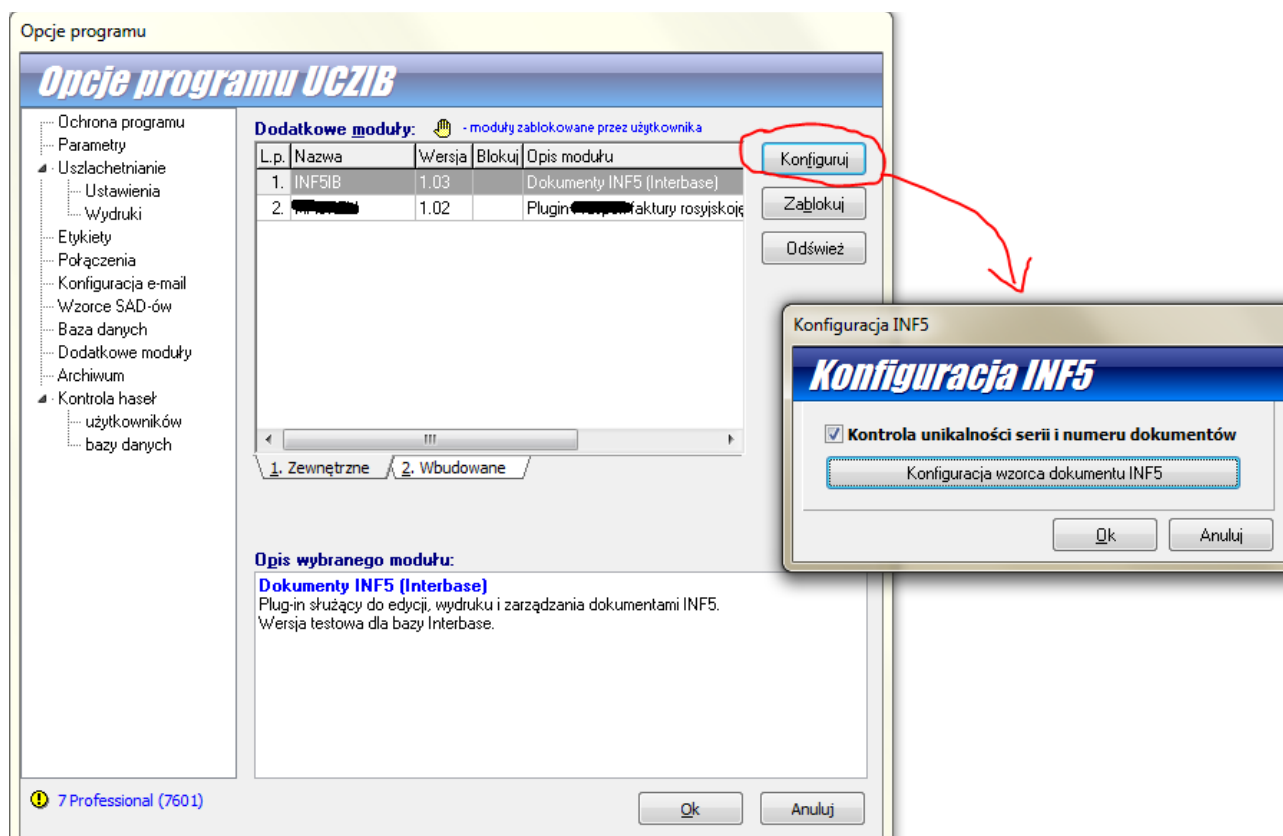 Opcje programu
Opcje programu UCZIB
Ochrona programu
Parametry
Uszlachetnianie
Ustawienia
Wydruki
Etykiety
Połączenia
Konfiguracja e-mail
Wzorce SAD-ów
Baza danych
Dodatkowe moduły
Archiwum
Kontrola haseł
użytkowników
bazy danych
Dodatkowe moduły: - moduły zablokowane przez użytkownika
L.p. Nazwa Wersja Blokuj Opis modułu
1. INF5IB 1.03 Dokumenty INF5 (Interbase)
2. 1.02 Plugin faktury rosyjskoję
1. Zewnętrzne 2. Wbudowane
Konfiguruj
Zablokuj
Odśwież
Opis wybranego modułu:
Dokumenty INF5 (Interbase)
Plug-in służący do edycji, wydruku i zarządzania dokumentami INF5.
Wersja testowa dla bazy Interbase.
7 Professional (7601)
Ok Anuluj
Konfiguracja INF5
Konfiguracja INF5
Kontrola unikalności serii i numeru dokumentów
Konfiguracja wzorca dokumentu INF5
Ok Anuluj